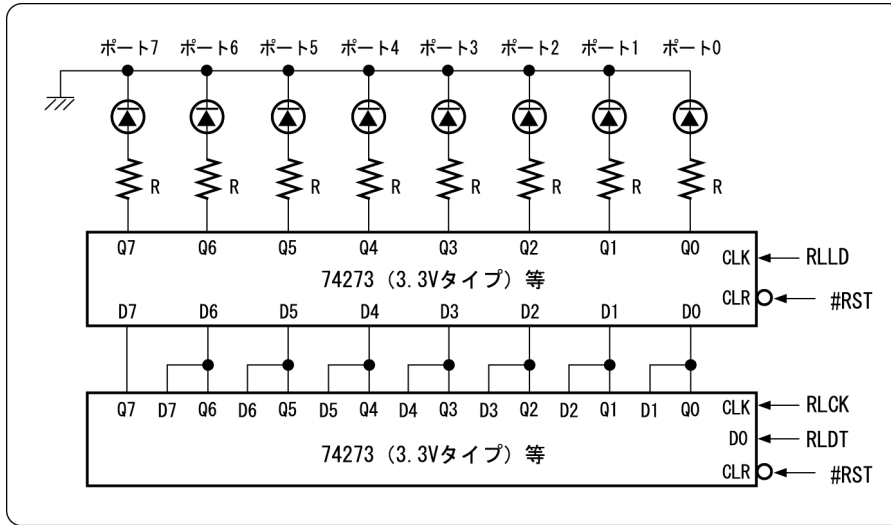 ポート7 ポート6 ポート5 ポート4 ポート3 ポート2 ポート1 ポート0
R R R R R R R R
Q7 Q6 Q5 Q4 Q3 Q2 Q1 Q0
CLK RLLD
74273 (3.3Vタイプ) 等
CLR #RST
D7 D6 D5 D4 D3 D2 D1 D0
Q7 D7 Q6 D6 Q5 D5 Q4 D4 Q3 D3 Q2 D2 Q1 D1 Q0 CLK RLCK
D0 RLDT
74273 (3.3Vタイプ) 等
CLR #RST